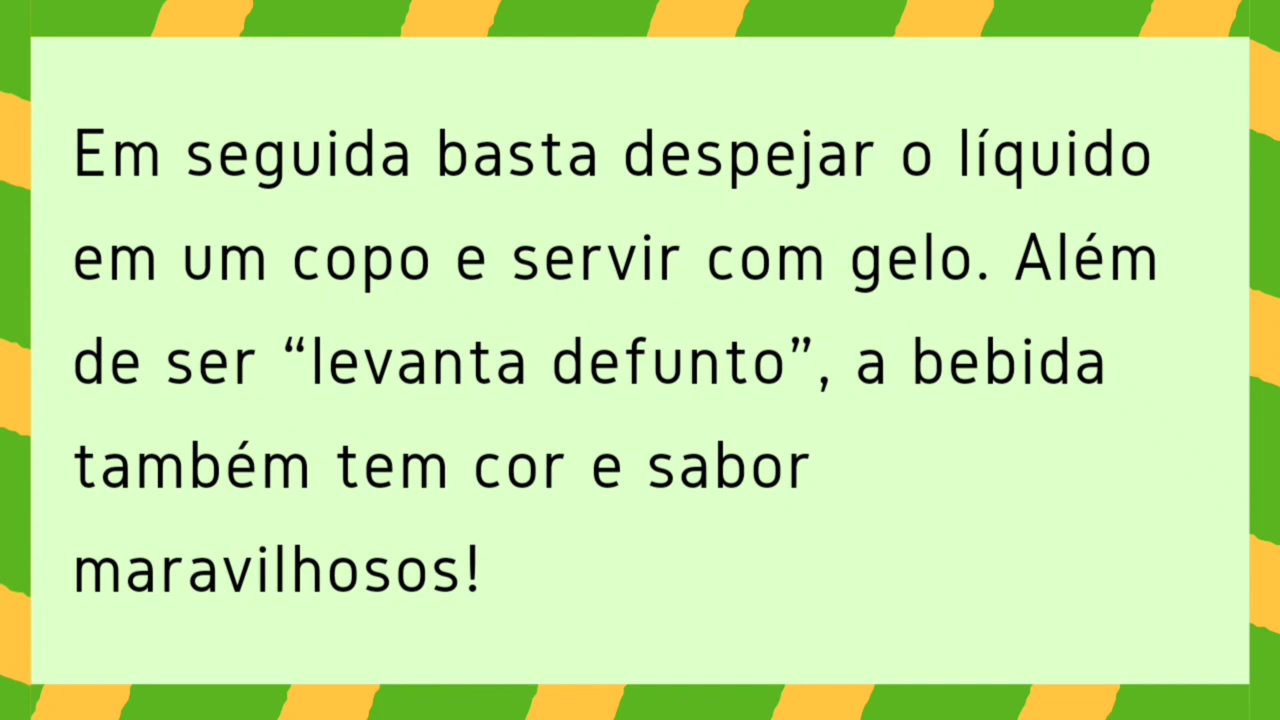 Em seguida basta despejar o líquido
em um copo e servir com gelo. Além
de ser “levanta defunto”, a bebida
também tem cor e sabor
maravilhosos!